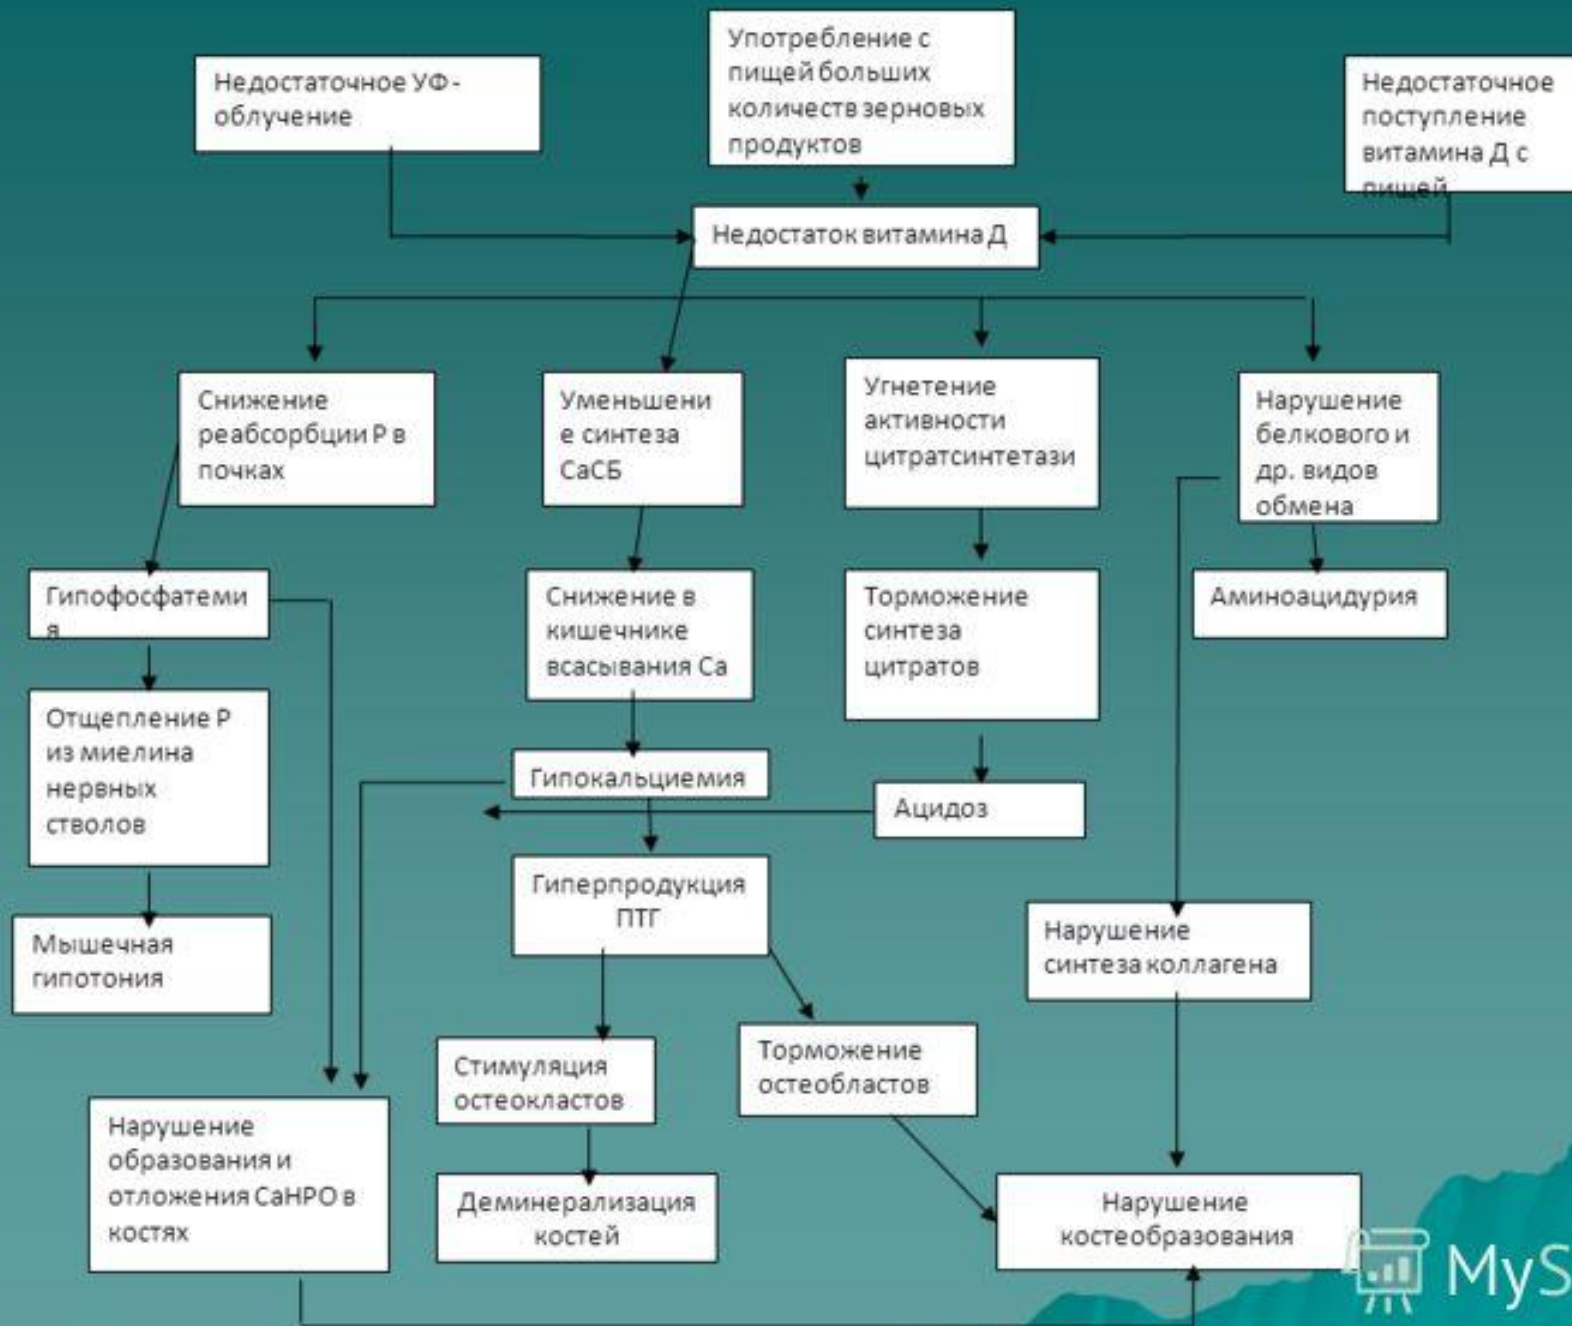 Недостаточное УФ-
облучение
Употребление с
пищей больших
количеств зерновых
продуктов
Недостаточное
поступление
витамина Д с
пищей
Недостаток витамина Д
Снижение
реабсорбции Р в
почках
Уменьшени
е синтеза
СаСБ
Угнетение
активности
цитратсинтетази
Нарушение
белкового и
др. видов
обмена
Гипофосфатеми
я
Снижение в
кишечнике
всасывания Са
Торможение
синтеза
цитратов
Аминоацидурия
Отщепление Р
из миелина
нервных
стволов
Гипокальциемия
Ацидоз
Гиперпродукция
ПТГ
Мышечная
гипотония
Нарушение
синтеза коллагена
Стимуляция
остеокластов
Торможение
остеобластов
Нарушение
образования и
отложения СаНРО в
костях
Деминерализация
костей
Нарушение
костеобразования
MyS